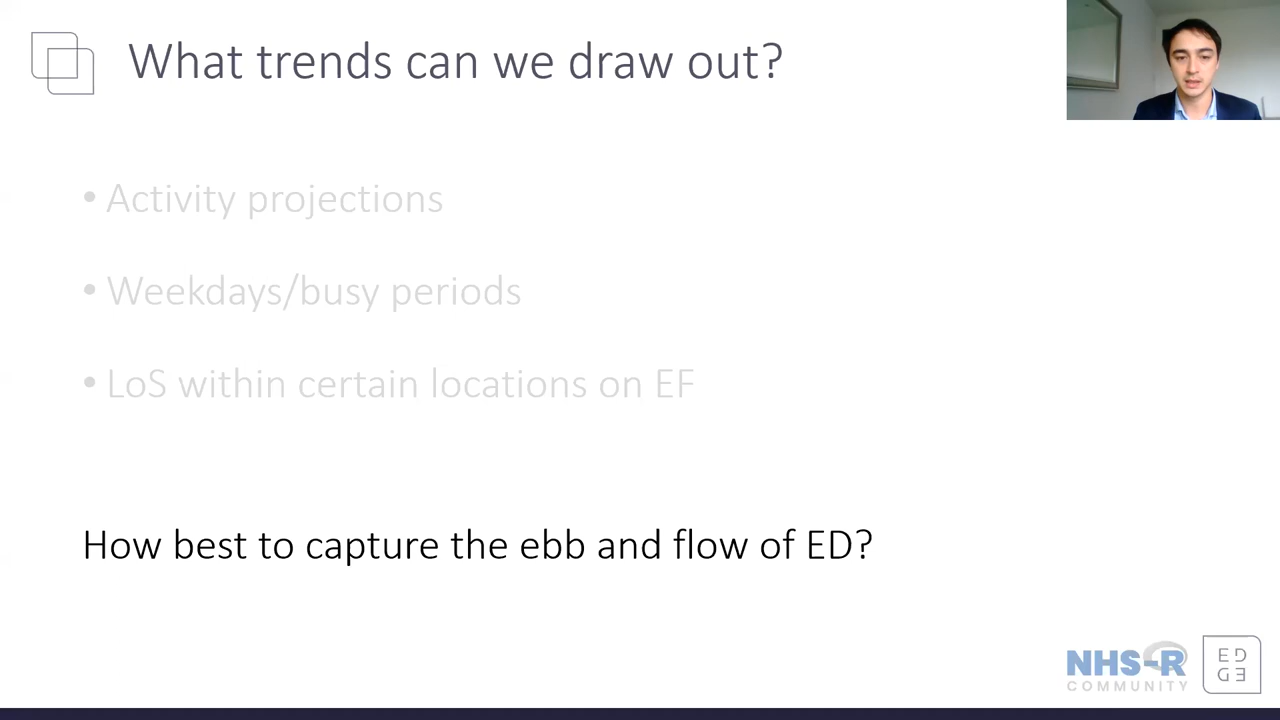 What trends can we draw out?
• Activity projections
• Weekdays/busy periods
• LoS within certain locations on EF
How best to capture the ebb and flow of ED?
NHS-R
COMMUNITY
ED
GE